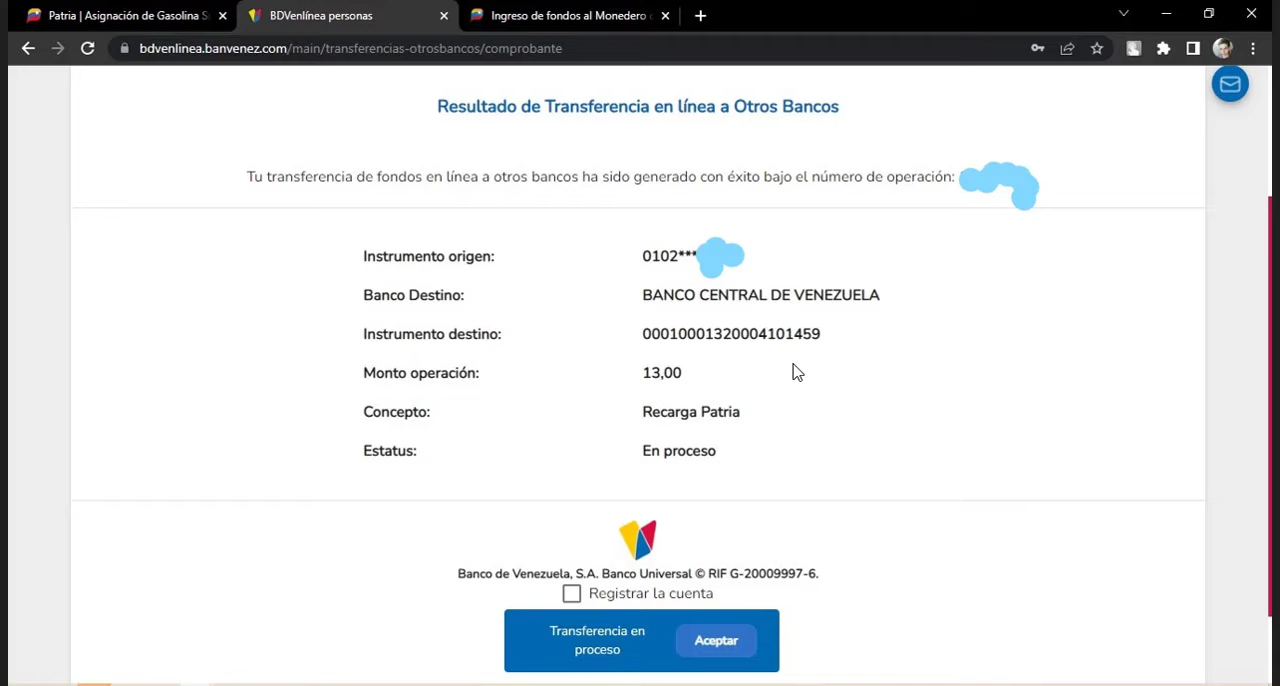 Patria | Asignación de Gasolina S
BDVenlínea personas
Ingreso de fondos al Monedero
bdvenlinea.banvenez.com/main/transferencias-otrosbancos/comprobante
Resultado de Transferencia en línea a Otros Bancos
Tu transferencia de fondos en línea a otros bancos ha sido generado con éxito bajo el número de operación:
Instrumento origen: 0102***
Banco Destino: BANCO CENTRAL DE VENEZUELA
Instrumento destino: 00010001320004101459
Monto operación: 13,00
Concepto: Recarga Patria
Estatus: En proceso
Banco de Venezuela, S.A. Banco Universal © RIF G-20009997-6.
Registrar la cuenta
Transferencia en
proceso
Aceptar